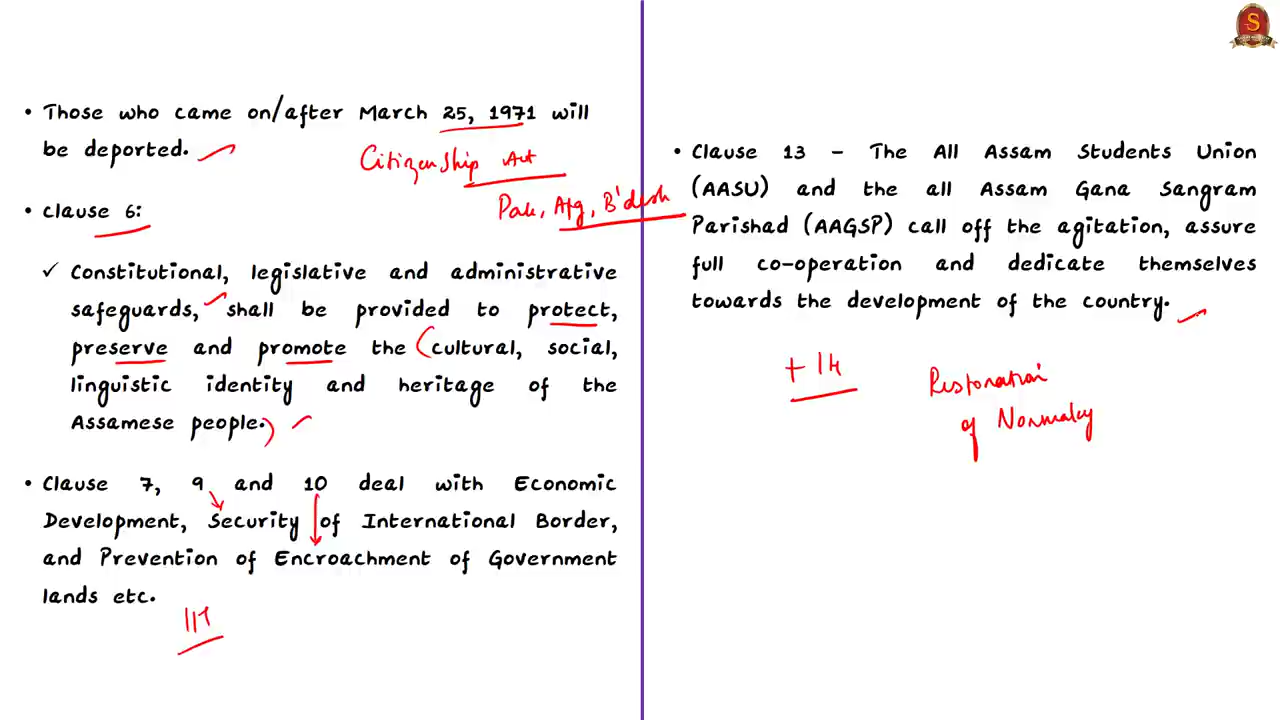 • Those who came on/after March 25, 1971 will
be deported.
Citizenship Act
Pak, Afg, B'desh
• Clause 6:
✓ Constitutional, legislative and administrative
safeguards, shall be provided to protect,
preserve and promote the (cultural, social,
linguistic identity and heritage of the
Assamese people.)
• Clause 7, 9 and 10 deal with Economic
Development, Security of International Border,
and Prevention of Encroachment of Government
lands etc.
• Clause 13 – The All Assam Students Union
(AASU) and the all Assam Gana Sangram
Parishad (AAGSP) call off the agitation, assure
full co-operation and dedicate themselves
towards the development of the country.
+ 14
Restoration
of Normalcy
S